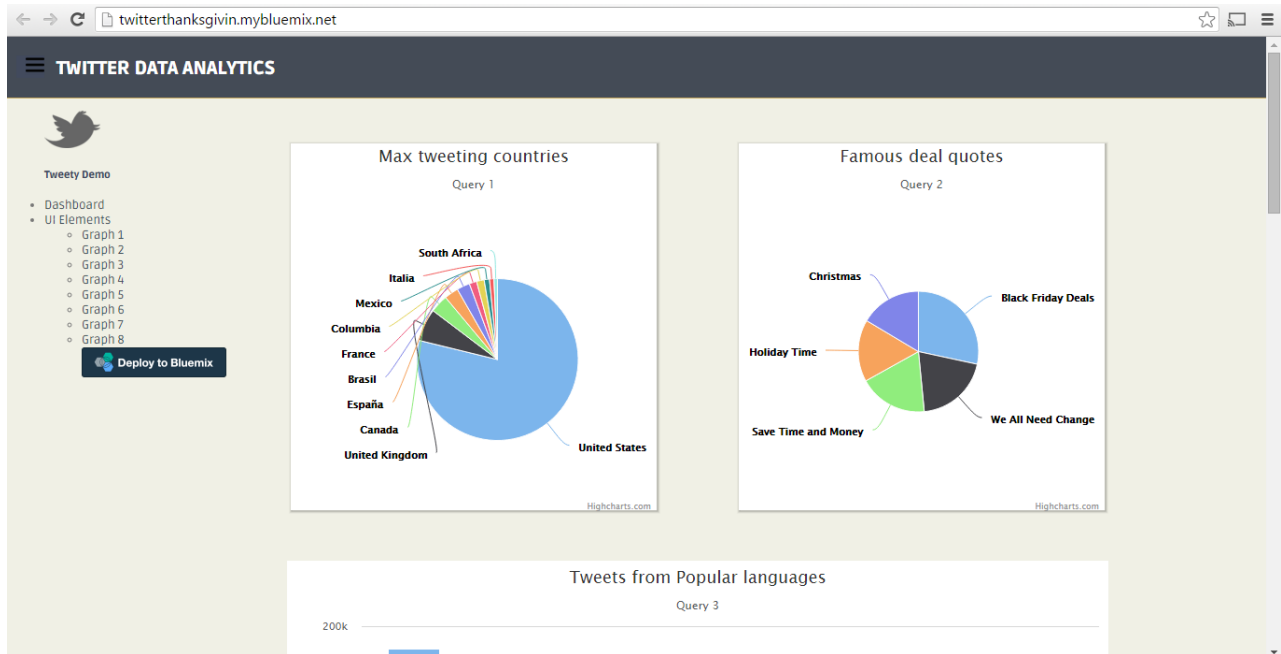 twitterthanksgivin.mybluemix.net
TWITTER DATA ANALYTICS
Tweety Demo
Dashboard
UI Elements
Graph 1
Graph 2
Graph 3
Graph 4
Graph 5
Graph 6
Graph 7
Graph 8
Deploy to Bluemix
Max tweeting countries
Query 1
South Africa
Italia
Mexico
Columbia
France
Brasil
España
Canada
United Kingdom
United States
Highcharts.com
Famous deal quotes
Query 2
Christmas
Black Friday Deals
Holiday Time
We All Need Change
Save Time and Money
Highcharts.com
Tweets from Popular languages
Query 3
200k